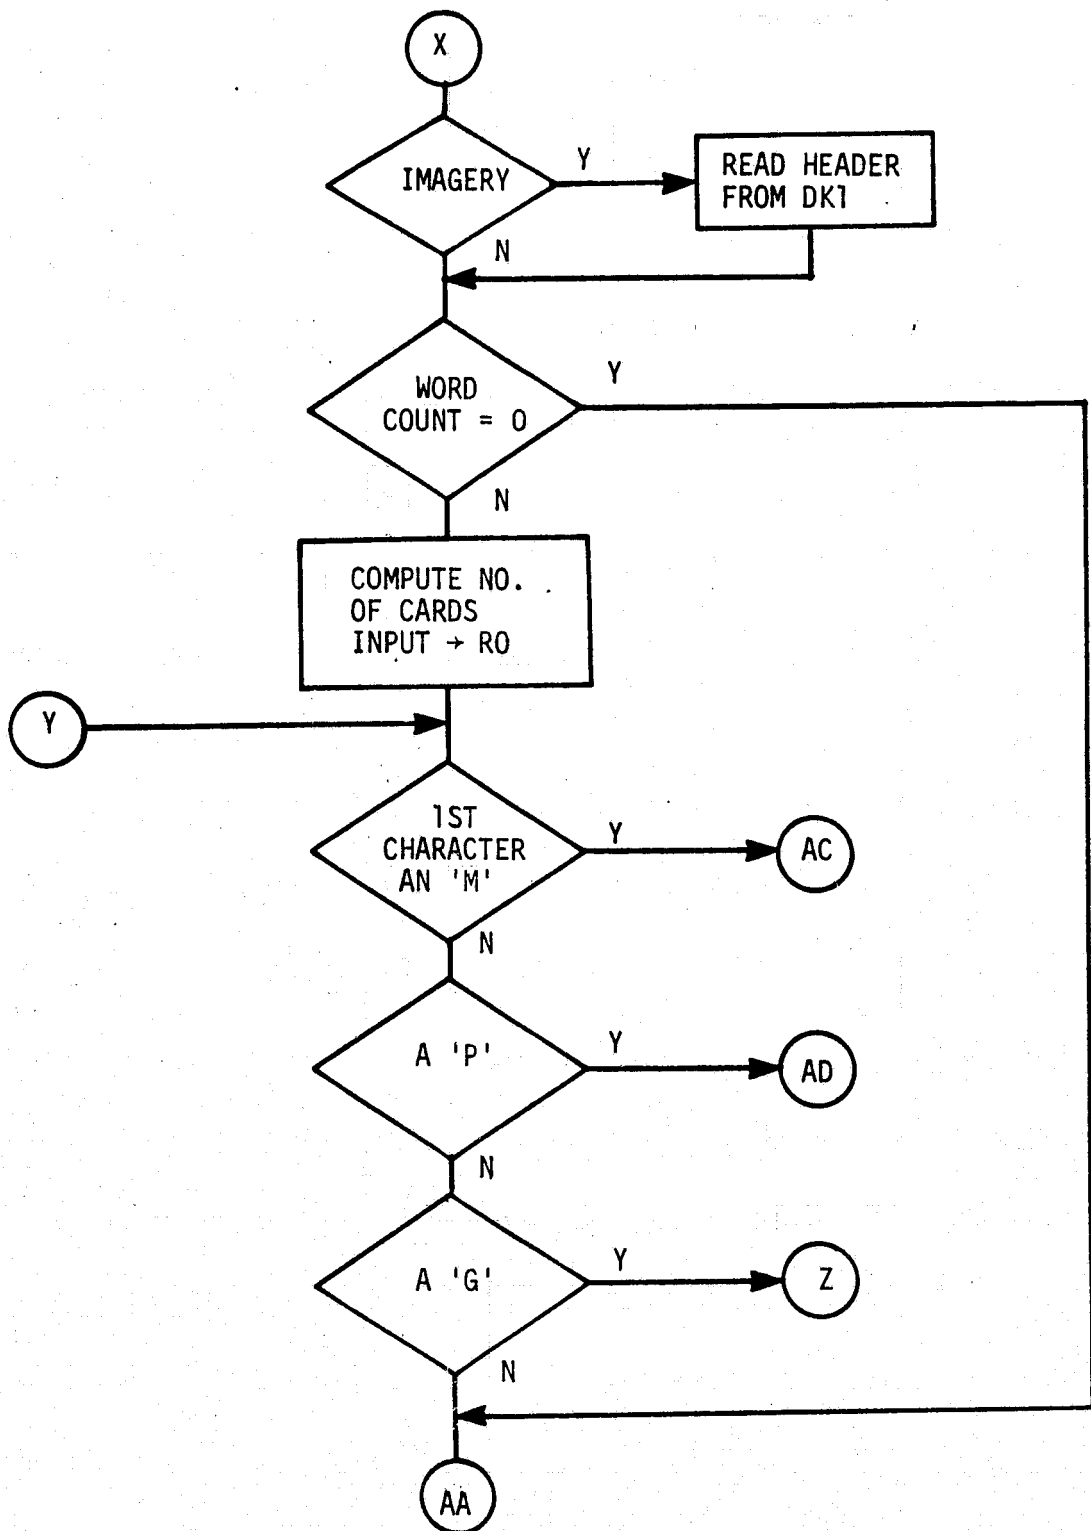 X
IMAGERY
Y
READ HEADER
FROM DK1
N
WORD
COUNT = 0
Y
N
COMPUTE NO.
OF CARDS
INPUT → R0
Y
1ST
CHARACTER
AN 'M'
Y
AC
N
A 'P'
Y
AD
N
A 'G'
Y
Z
N
AA